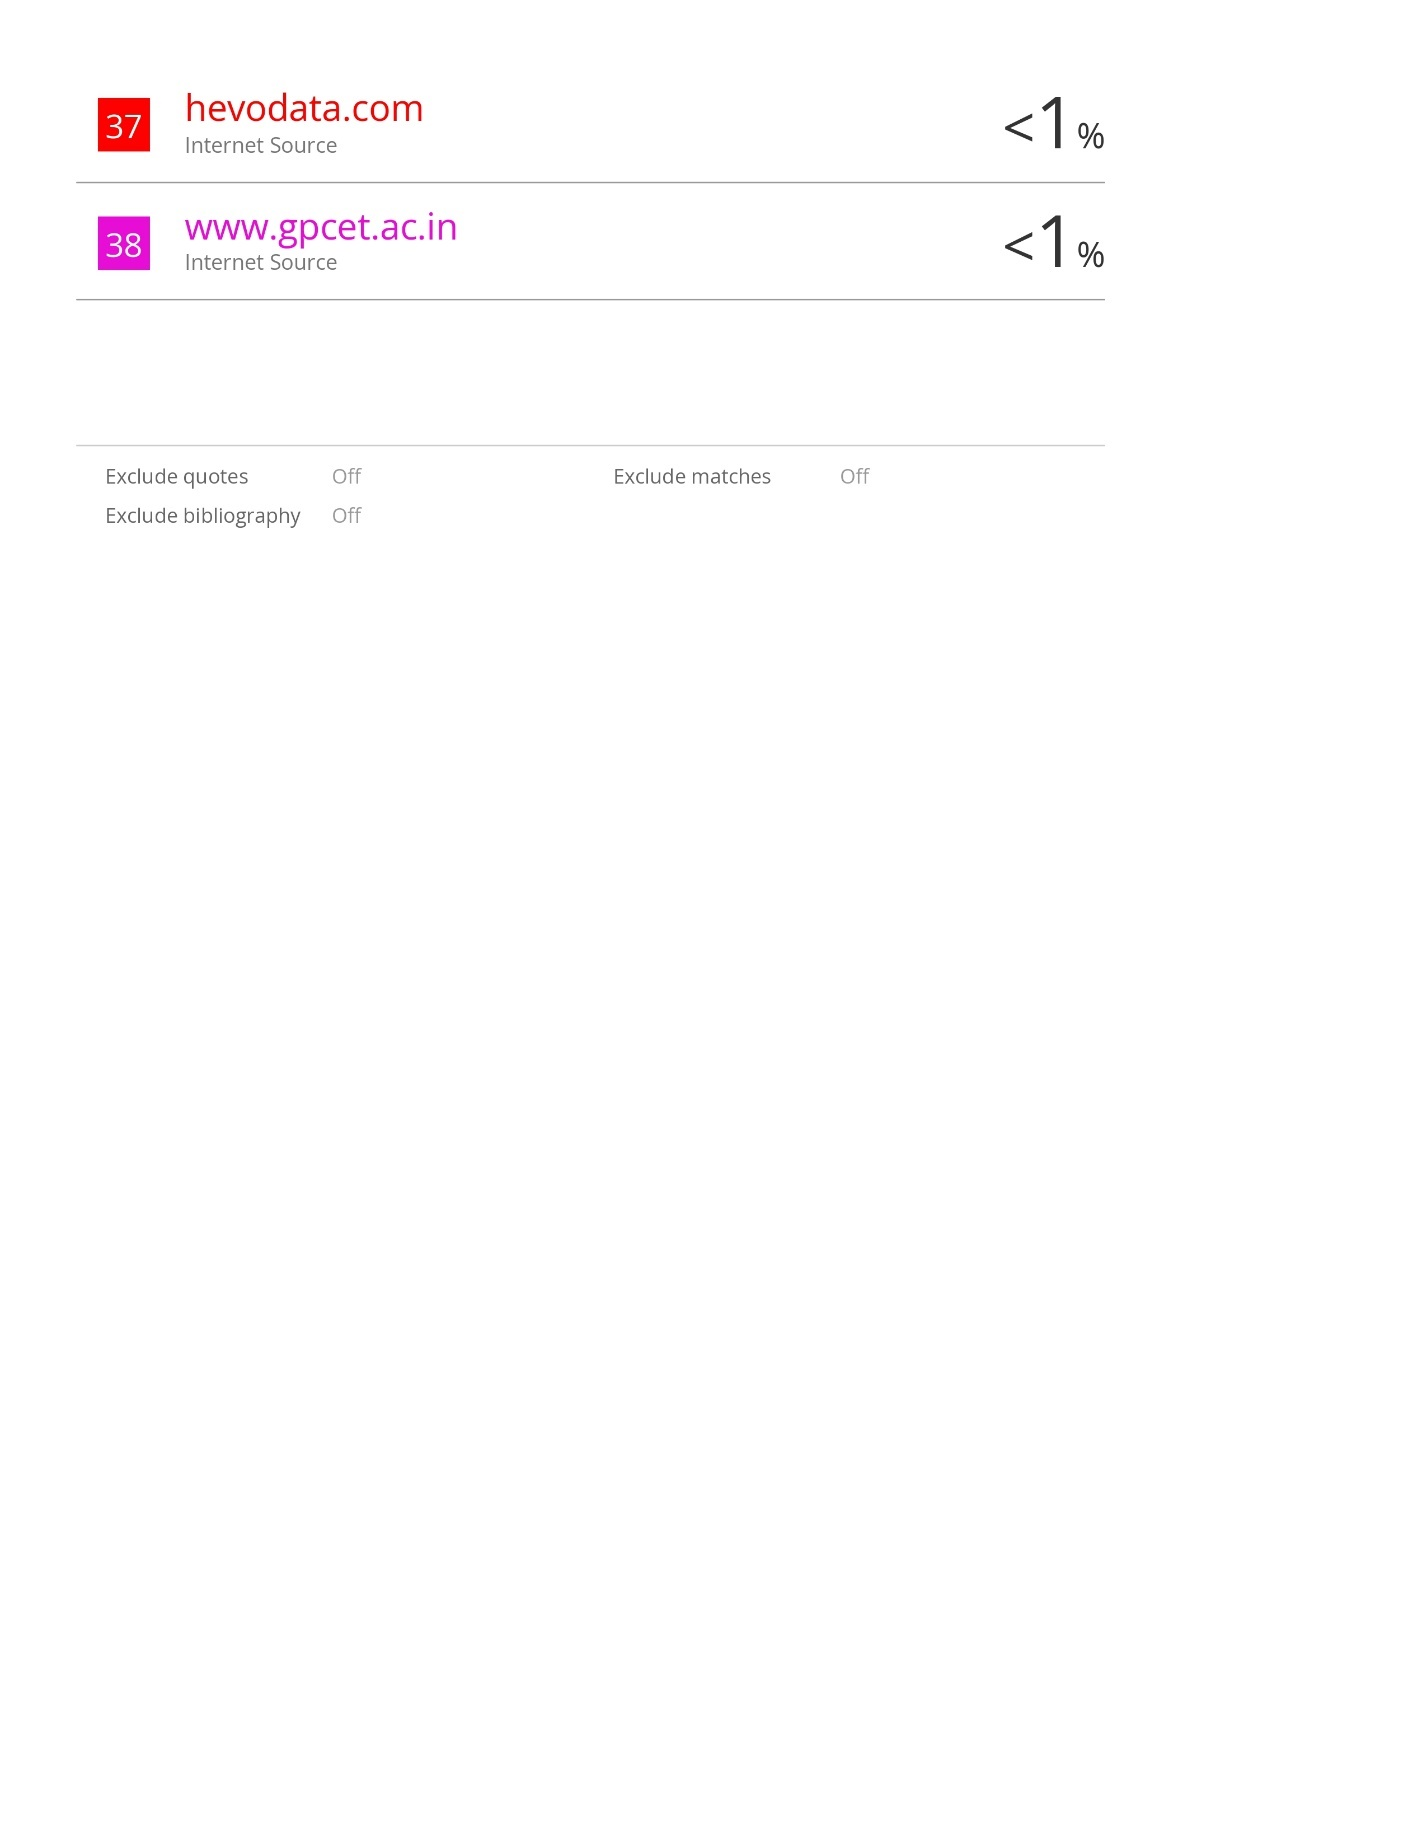 37 hevodata.com <1%
Internet Source
38 www.gpcet.ac.in <1%
Internet Source
Exclude quotes Off Exclude matches Off
Exclude bibliography Off